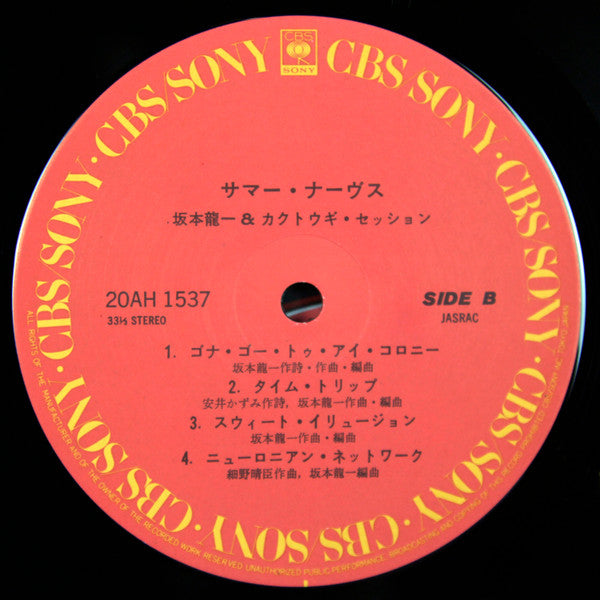 CBS/SONY · CBS/SONY · CBS/SONY · CBS/SONY · CBS/SONY · CBS/SONY · CBS/SONY
CBS
SONY
サマー・ナーヴス
坂本龍一 & カクトウギ・セッション
20AH 1537
33⅓ STEREO
SIDE B
JASRAC
1. ゴナ・ゴー・トゥ・アイ・コロニー
坂本龍一作詩・作曲・編曲
2. タイム・トリップ
安井かずみ作詩, 坂本龍一作曲・編曲
3. スウィート・イリュージョン
坂本龍一作曲・編曲
4. ニューロニアン・ネットワーク
細野晴臣作曲, 坂本龍一編曲
ALL RIGHTS OF THE MANUFACTURER AND OF THE OWNER OF THE RECORDED WORK RESERVED UNAUTHORIZED PUBLIC PERFORMANCE, BROADCASTING AND COPYING OF THIS RECORD PROHIBITED